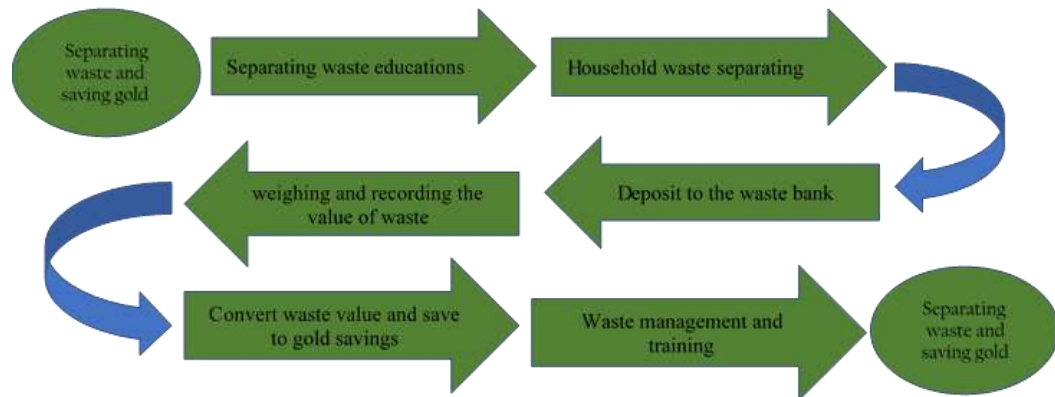 Separating
waste and
saving gold
Separating waste educations
Household waste separating
Deposit to the waste bank
weighing and recording the
value of waste
Convert waste value and save
to gold savings
Waste management and
training
Separating
waste and
saving gold